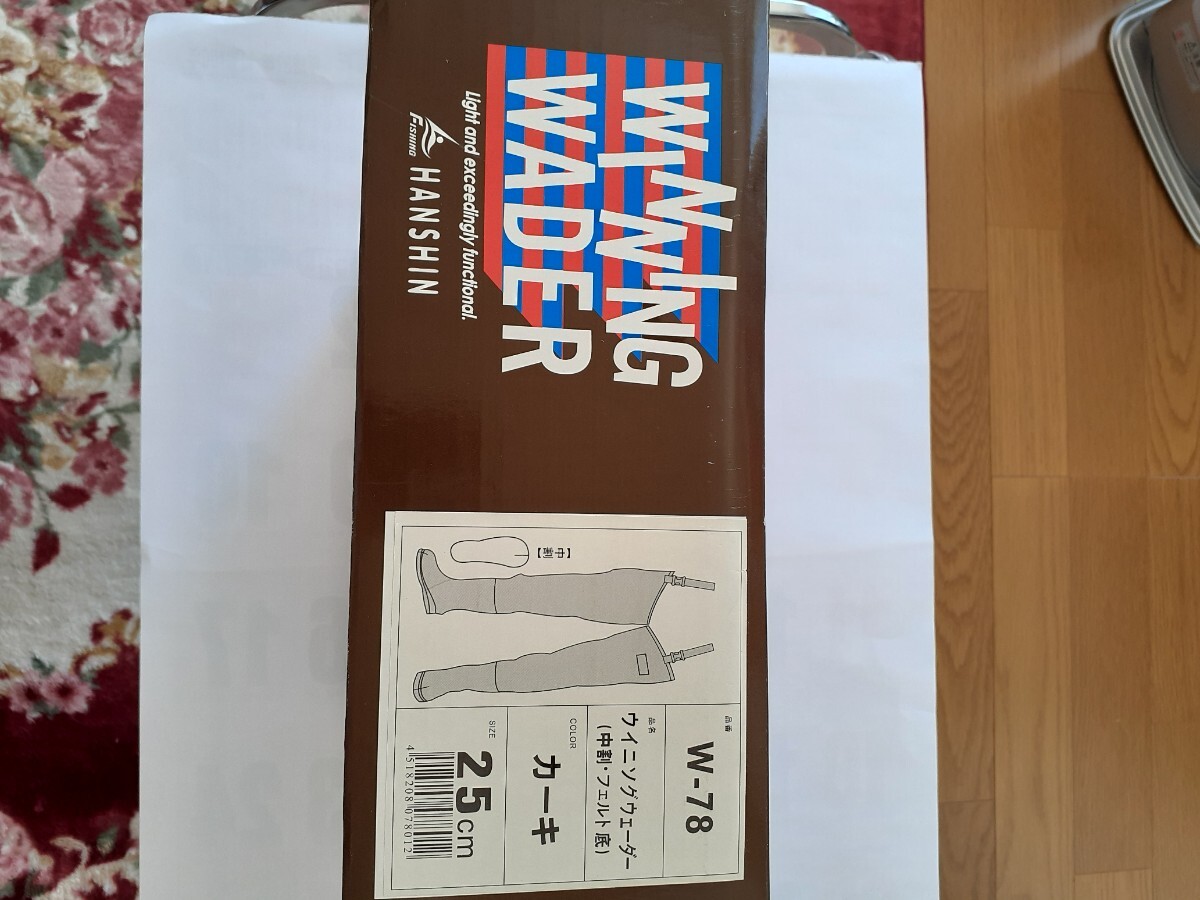 WINNING
WADER
Light and exceedingly functional.
FISHING HANSHIN
【中割】
品番
W-78
品名
ウイニングウェーダー
(中割・フェルト底)
COLOR
カーキ
SIZE
25cm
4518208078012